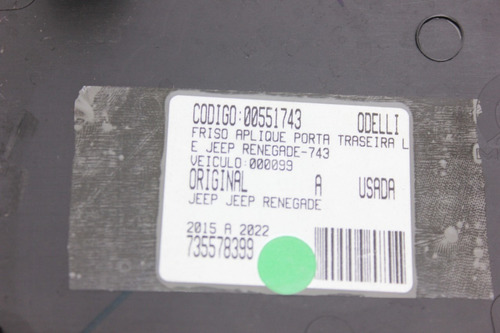 CODIGO:00551743 ODELLI
FRISO APLIQUE PORTA TRASEIRA L
E JEEP RENEGADE-743
VEICULO:000099
ORIGINAL A USADA
JEEP JEEP RENEGADE
2015 A 2022
735578399